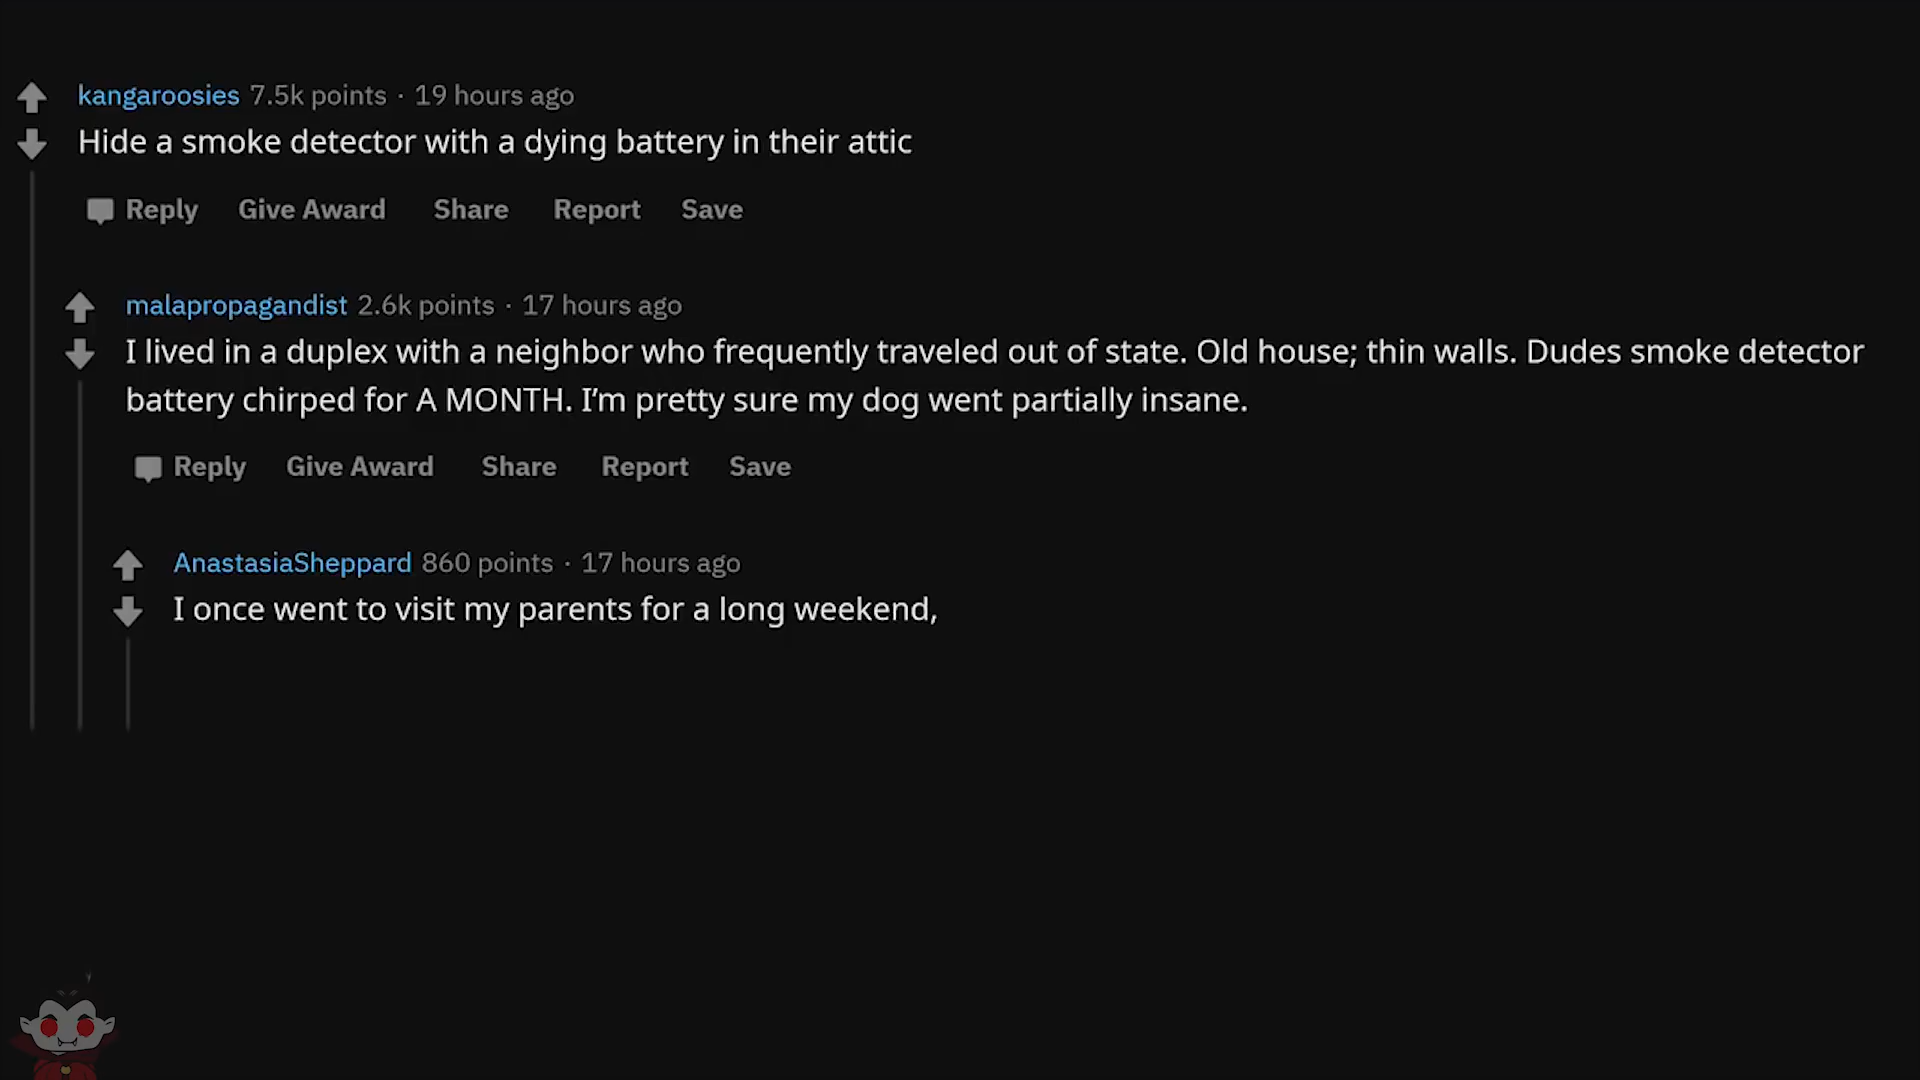 kangaroosies 7.5k points · 19 hours ago
Hide a smoke detector with a dying battery in their attic
Reply Give Award Share Report Save
malapropagandist 2.6k points · 17 hours ago
I lived in a duplex with a neighbor who frequently traveled out of state. Old house; thin walls. Dudes smoke detector
battery chirped for A MONTH. I’m pretty sure my dog went partially insane.
Reply Give Award Share Report Save
AnastasiaSheppard 860 points · 17 hours ago
I once went to visit my parents for a long weekend,